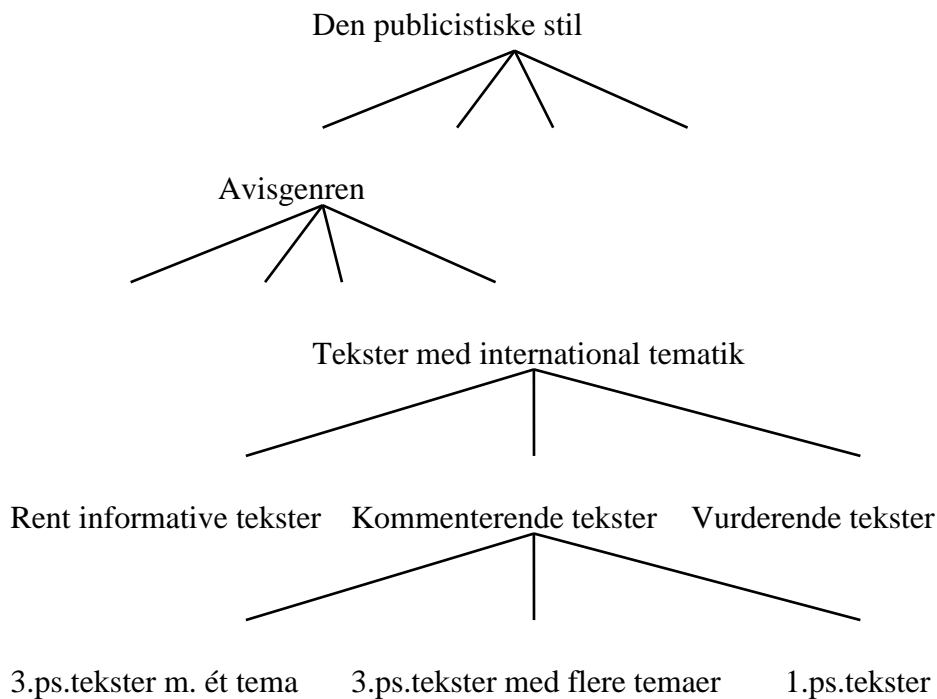 Den publicistiske stil
Avisgenren
Tekster med international tematik
Rent informative tekster Kommenterende tekster Vurderende tekster
3.ps.tekster m. ét tema 3.ps.tekster med flere temaer 1.ps.tekster